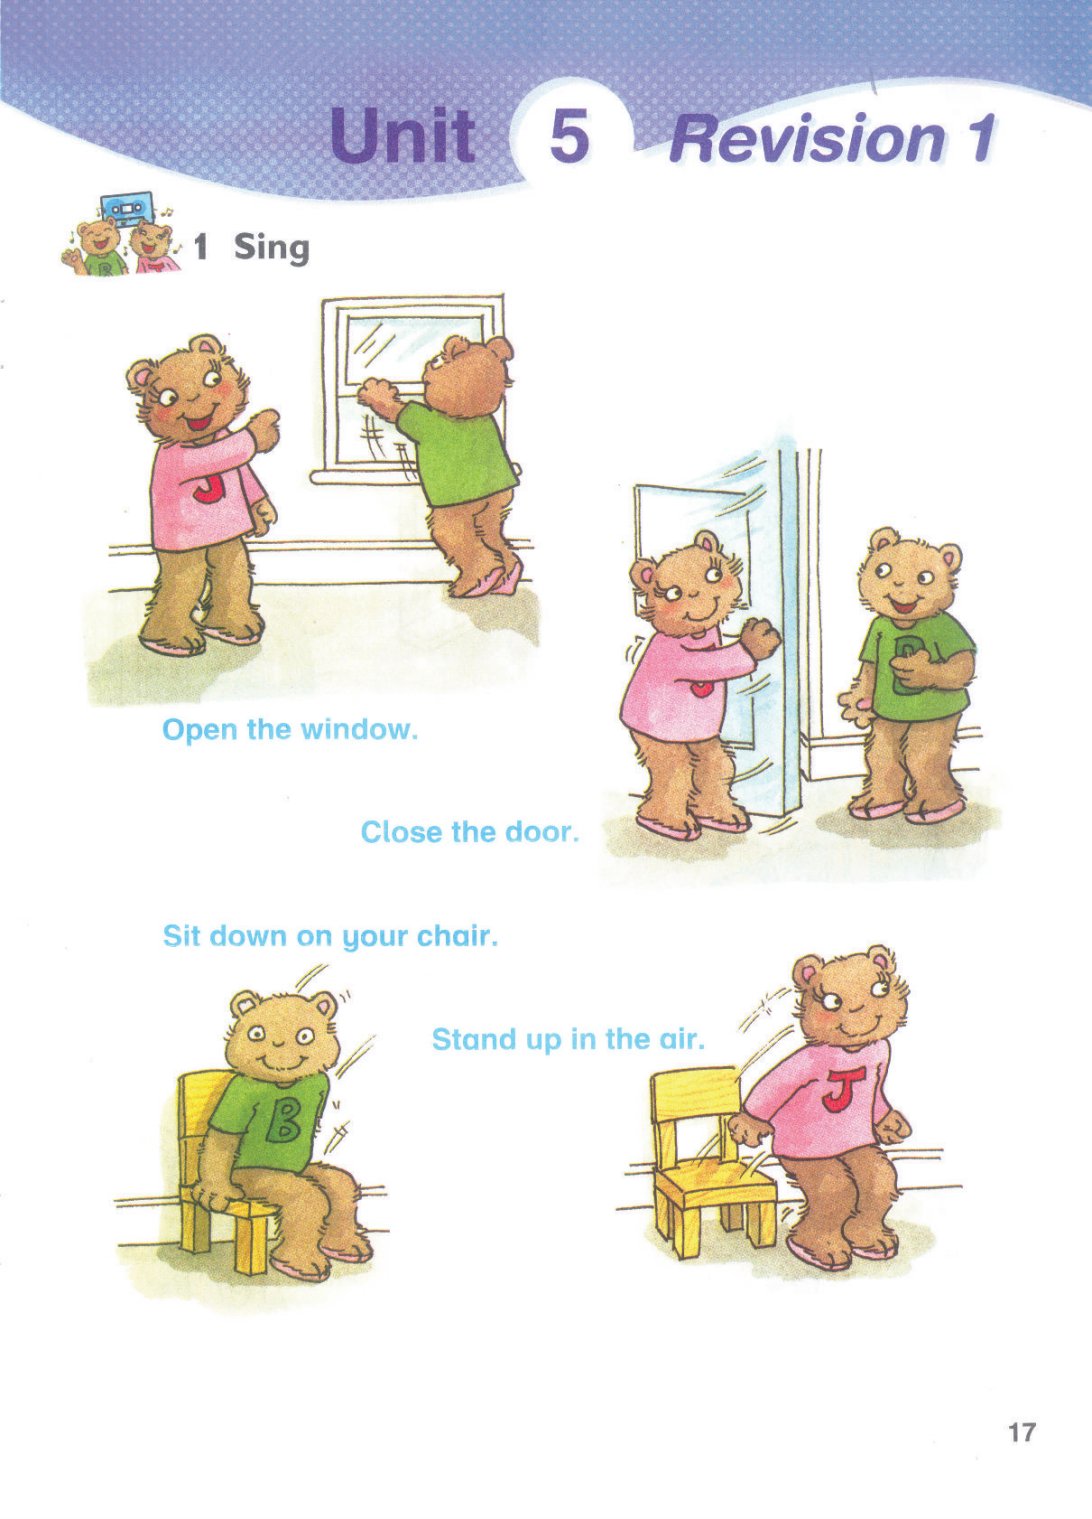 Unit 5 Revision 1
1 Sing
B J
J
Open the window.
J B
Close the door.
Sit down on your chair.
Stand up in the air.
B
J
17